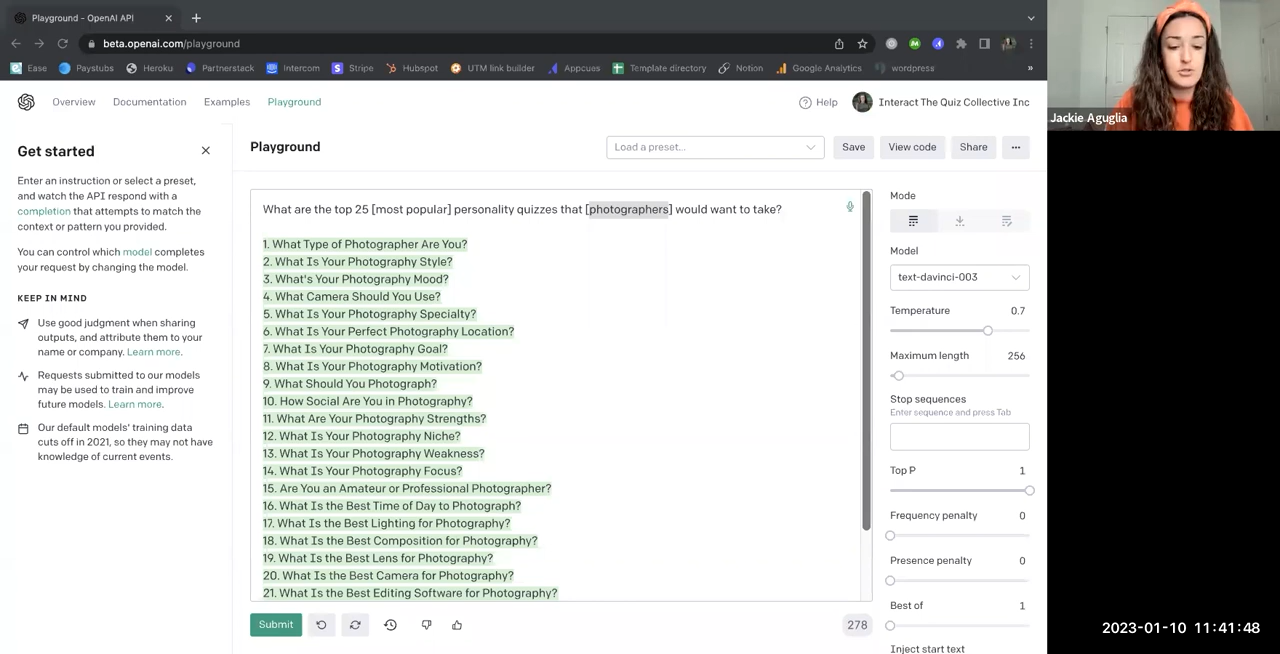 Playground - OpenAI API
beta.openai.com/playground
Ease
Paystubs
Heroku
Partnerstack
Intercom
Stripe
Hubspot
UTM link builder
Appcues
Template directory
Notion
Google Analytics
wordpress
»
Overview
Documentation
Examples
Playground
Help
Interact The Quiz Collective Inc
Jackie Aguglia
Get started
Enter an instruction or select a preset,
and watch the API respond with a
completion that attempts to match the
context or pattern you provided.
You can control which model completes
your request by changing the model.
KEEP IN MIND
Use good judgment when sharing
outputs, and attribute them to your
name or company. Learn more.
Requests submitted to our models
may be used to train and improve
future models. Learn more.
Our default models' training data
cuts off in 2021, so they may not have
knowledge of current events.
Playground
Load a preset...
Save
View code
Share
...
What are the top 25 [most popular] personality quizzes that [photographers] would want to take?
1. What Type of Photographer Are You?
2. What Is Your Photography Style?
3. What's Your Photography Mood?
4. What Camera Should You Use?
5. What Is Your Photography Specialty?
6. What Is Your Perfect Photography Location?
7. What Is Your Photography Goal?
8. What Is Your Photography Motivation?
9. What Should You Photograph?
10. How Social Are You in Photography?
11. What Are Your Photography Strengths?
12. What Is Your Photography Niche?
13. What Is Your Photography Weakness?
14. What Is Your Photography Focus?
15. Are You an Amateur or Professional Photographer?
16. What Is the Best Time of Day to Photograph?
17. What Is the Best Lighting for Photography?
18. What Is the Best Composition for Photography?
19. What Is the Best Lens for Photography?
20. What Is the Best Camera for Photography?
21. What Is the Best Editing Software for Photography?
Submit
278
Mode
Model
text-davinci-003
Temperature 0.7
Maximum length 256
Stop sequences
Enter sequence and press Tab
Top P 1
Frequency penalty 0
Presence penalty 0
Best of 1
Inject start text
2023-01-10 11:41:48